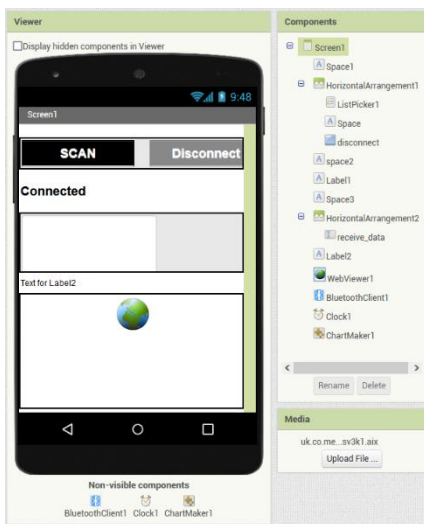 Viewer
Display hidden components in Viewer
9:48
Screen1
SCAN
Disconnect
Connected
Text for Label2
Non-visible components
BluetoothClient1
Clock1
ChartMaker1
Components
Screen1
Space1
HorizontalArrangement1
ListPicker1
Space
disconnect
space2
Label1
Space3
HorizontalArrangement2
receive_data
Label2
WebViewer1
BluetoothClient1
Clock1
ChartMaker1
Rename
Delete
Media
uk.co.me...sv3k1.aix
Upload File ...